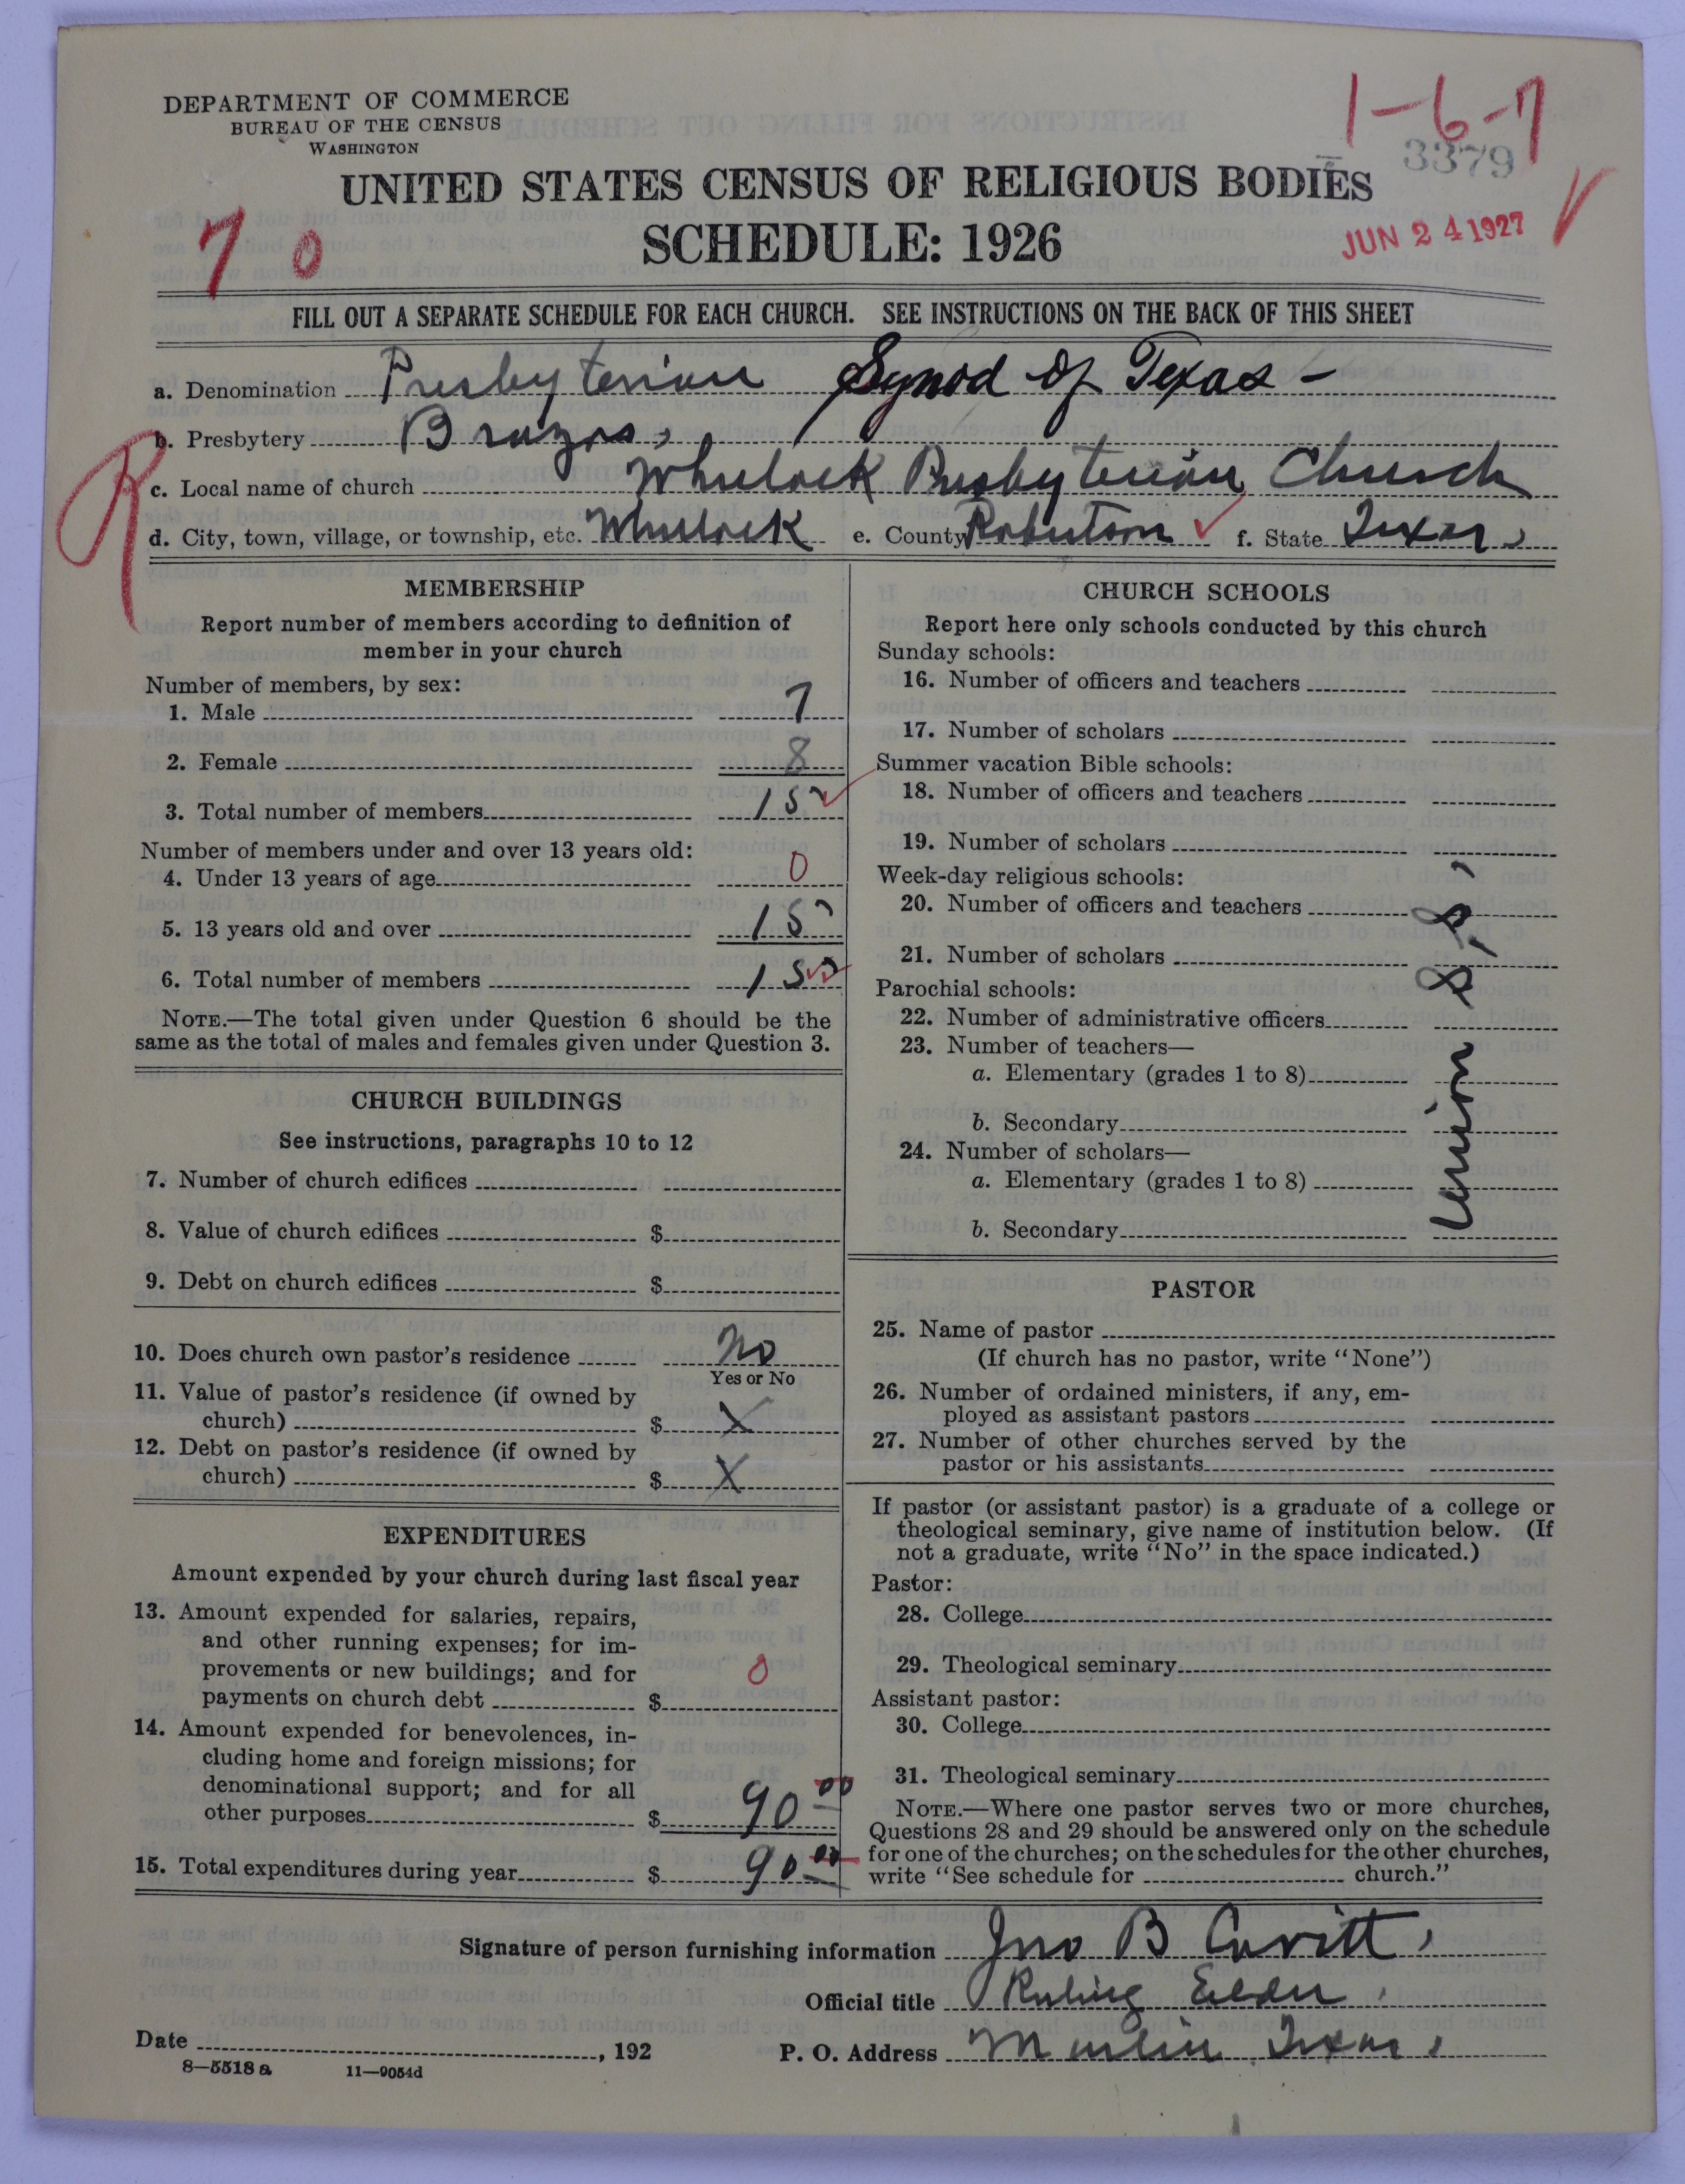 DEPARTMENT OF COMMERCE
BUREAU OF THE CENSUS
WASHINGTON
1-6-7
3379
UNITED STATES CENSUS OF RELIGIOUS BODIES
SCHEDULE: 1926
7 0
JUN 24 1927
FILL OUT A SEPARATE SCHEDULE FOR EACH CHURCH. SEE INSTRUCTIONS ON THE BACK OF THIS SHEET
a. Denomination Presbyterian Synod of Texas -
b. Presbytery Brazos,
R
c. Local name of church Wheelock Presbyterian Church
d. City, town, village, or township, etc. Wheelock e. County Robertson ✓ f. State Texas,
MEMBERSHIP
Report number of members according to definition of
member in your church
Number of members, by sex:
1. Male 7
2. Female 8
3. Total number of members 15
Number of members under and over 13 years old:
4. Under 13 years of age 0
5. 13 years old and over 15
6. Total number of members 15
NOTE.—The total given under Question 6 should be the
same as the total of males and females given under Question 3.
CHURCH BUILDINGS
See instructions, paragraphs 10 to 12
7. Number of church edifices
8. Value of church edifices $
9. Debt on church edifices $
10. Does church own pastor's residence No
Yes or No
11. Value of pastor's residence (if owned by
church) $ X
12. Debt on pastor's residence (if owned by
church) $ X
EXPENDITURES
Amount expended by your church during last fiscal year
13. Amount expended for salaries, repairs,
and other running expenses; for im-
provements or new buildings; and for
payments on church debt $ 0
14. Amount expended for benevolences, in-
cluding home and foreign missions; for
denominational support; and for all
other purposes $ 90 00
15. Total expenditures during year $ 90 00
CHURCH SCHOOLS
Report here only schools conducted by this church
Sunday schools:
16. Number of officers and teachers
17. Number of scholars
Summer vacation Bible schools:
18. Number of officers and teachers
19. Number of scholars
Week-day religious schools:
20. Number of officers and teachers
21. Number of scholars
Parochial schools:
22. Number of administrative officers
23. Number of teachers—
a. Elementary (grades 1 to 8)
b. Secondary
24. Number of scholars—
a. Elementary (grades 1 to 8)
b. Secondary
Union S, S,
PASTOR
25. Name of pastor
(If church has no pastor, write "None")
26. Number of ordained ministers, if any, em-
ployed as assistant pastors
27. Number of other churches served by the
pastor or his assistants
If pastor (or assistant pastor) is a graduate of a college or
theological seminary, give name of institution below. (If
not a graduate, write "No" in the space indicated.)
Pastor:
28. College
29. Theological seminary
Assistant pastor:
30. College
31. Theological seminary
NOTE.—Where one pastor serves two or more churches,
Questions 28 and 29 should be answered only on the schedule
for one of the churches; on the schedules for the other churches,
write "See schedule for church."
Signature of person furnishing information Jno B Cavitt,
Official title Ruling Elder,
Date , 192 P. O. Address Marlin Texas,
8—5518 a 11—9054d